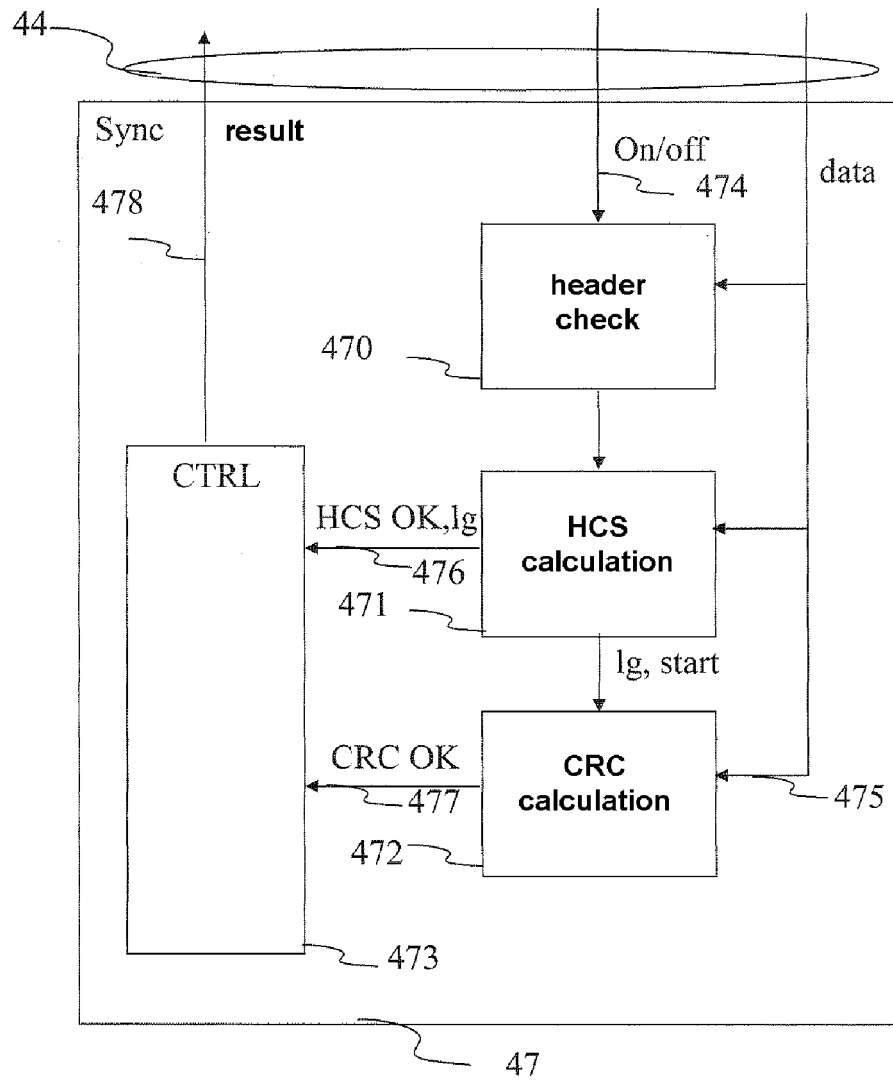 44
Sync
result
On/off
474
data
478
header
check
470
CTRL
HCS OK,lg
476
HCS
calculation
471
lg, start
CRC OK
477
CRC
calculation
475
472
473
47